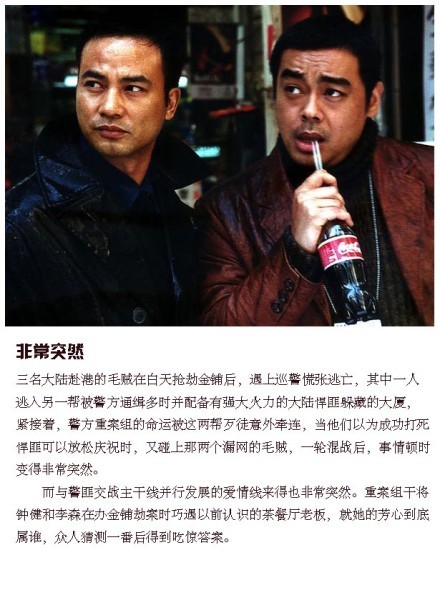 Coca-Cola
非常突然
三名大陆赴港的毛贼在白天抢劫金铺后，遇上巡警慌张逃亡，其中一人
逃入另一帮被警方通缉多时并配备有强大火力的大陆悍匪躲藏的大厦，
紧接着，警方重案组的命运被这两帮歹徒意外牵连，当他们以为成功打死
悍匪可以放松庆祝时，又碰上那两个漏网的毛贼，一轮混战后，事情顿时
变得非常突然。
而与警匪交战主干线并行发展的爱情线来得也非常突然。重案组干将
钟健和李森在办金铺劫案时巧遇以前认识的茶餐厅老板，就她的芳心到底
属谁，众人猜测一番后得到吃惊答案。